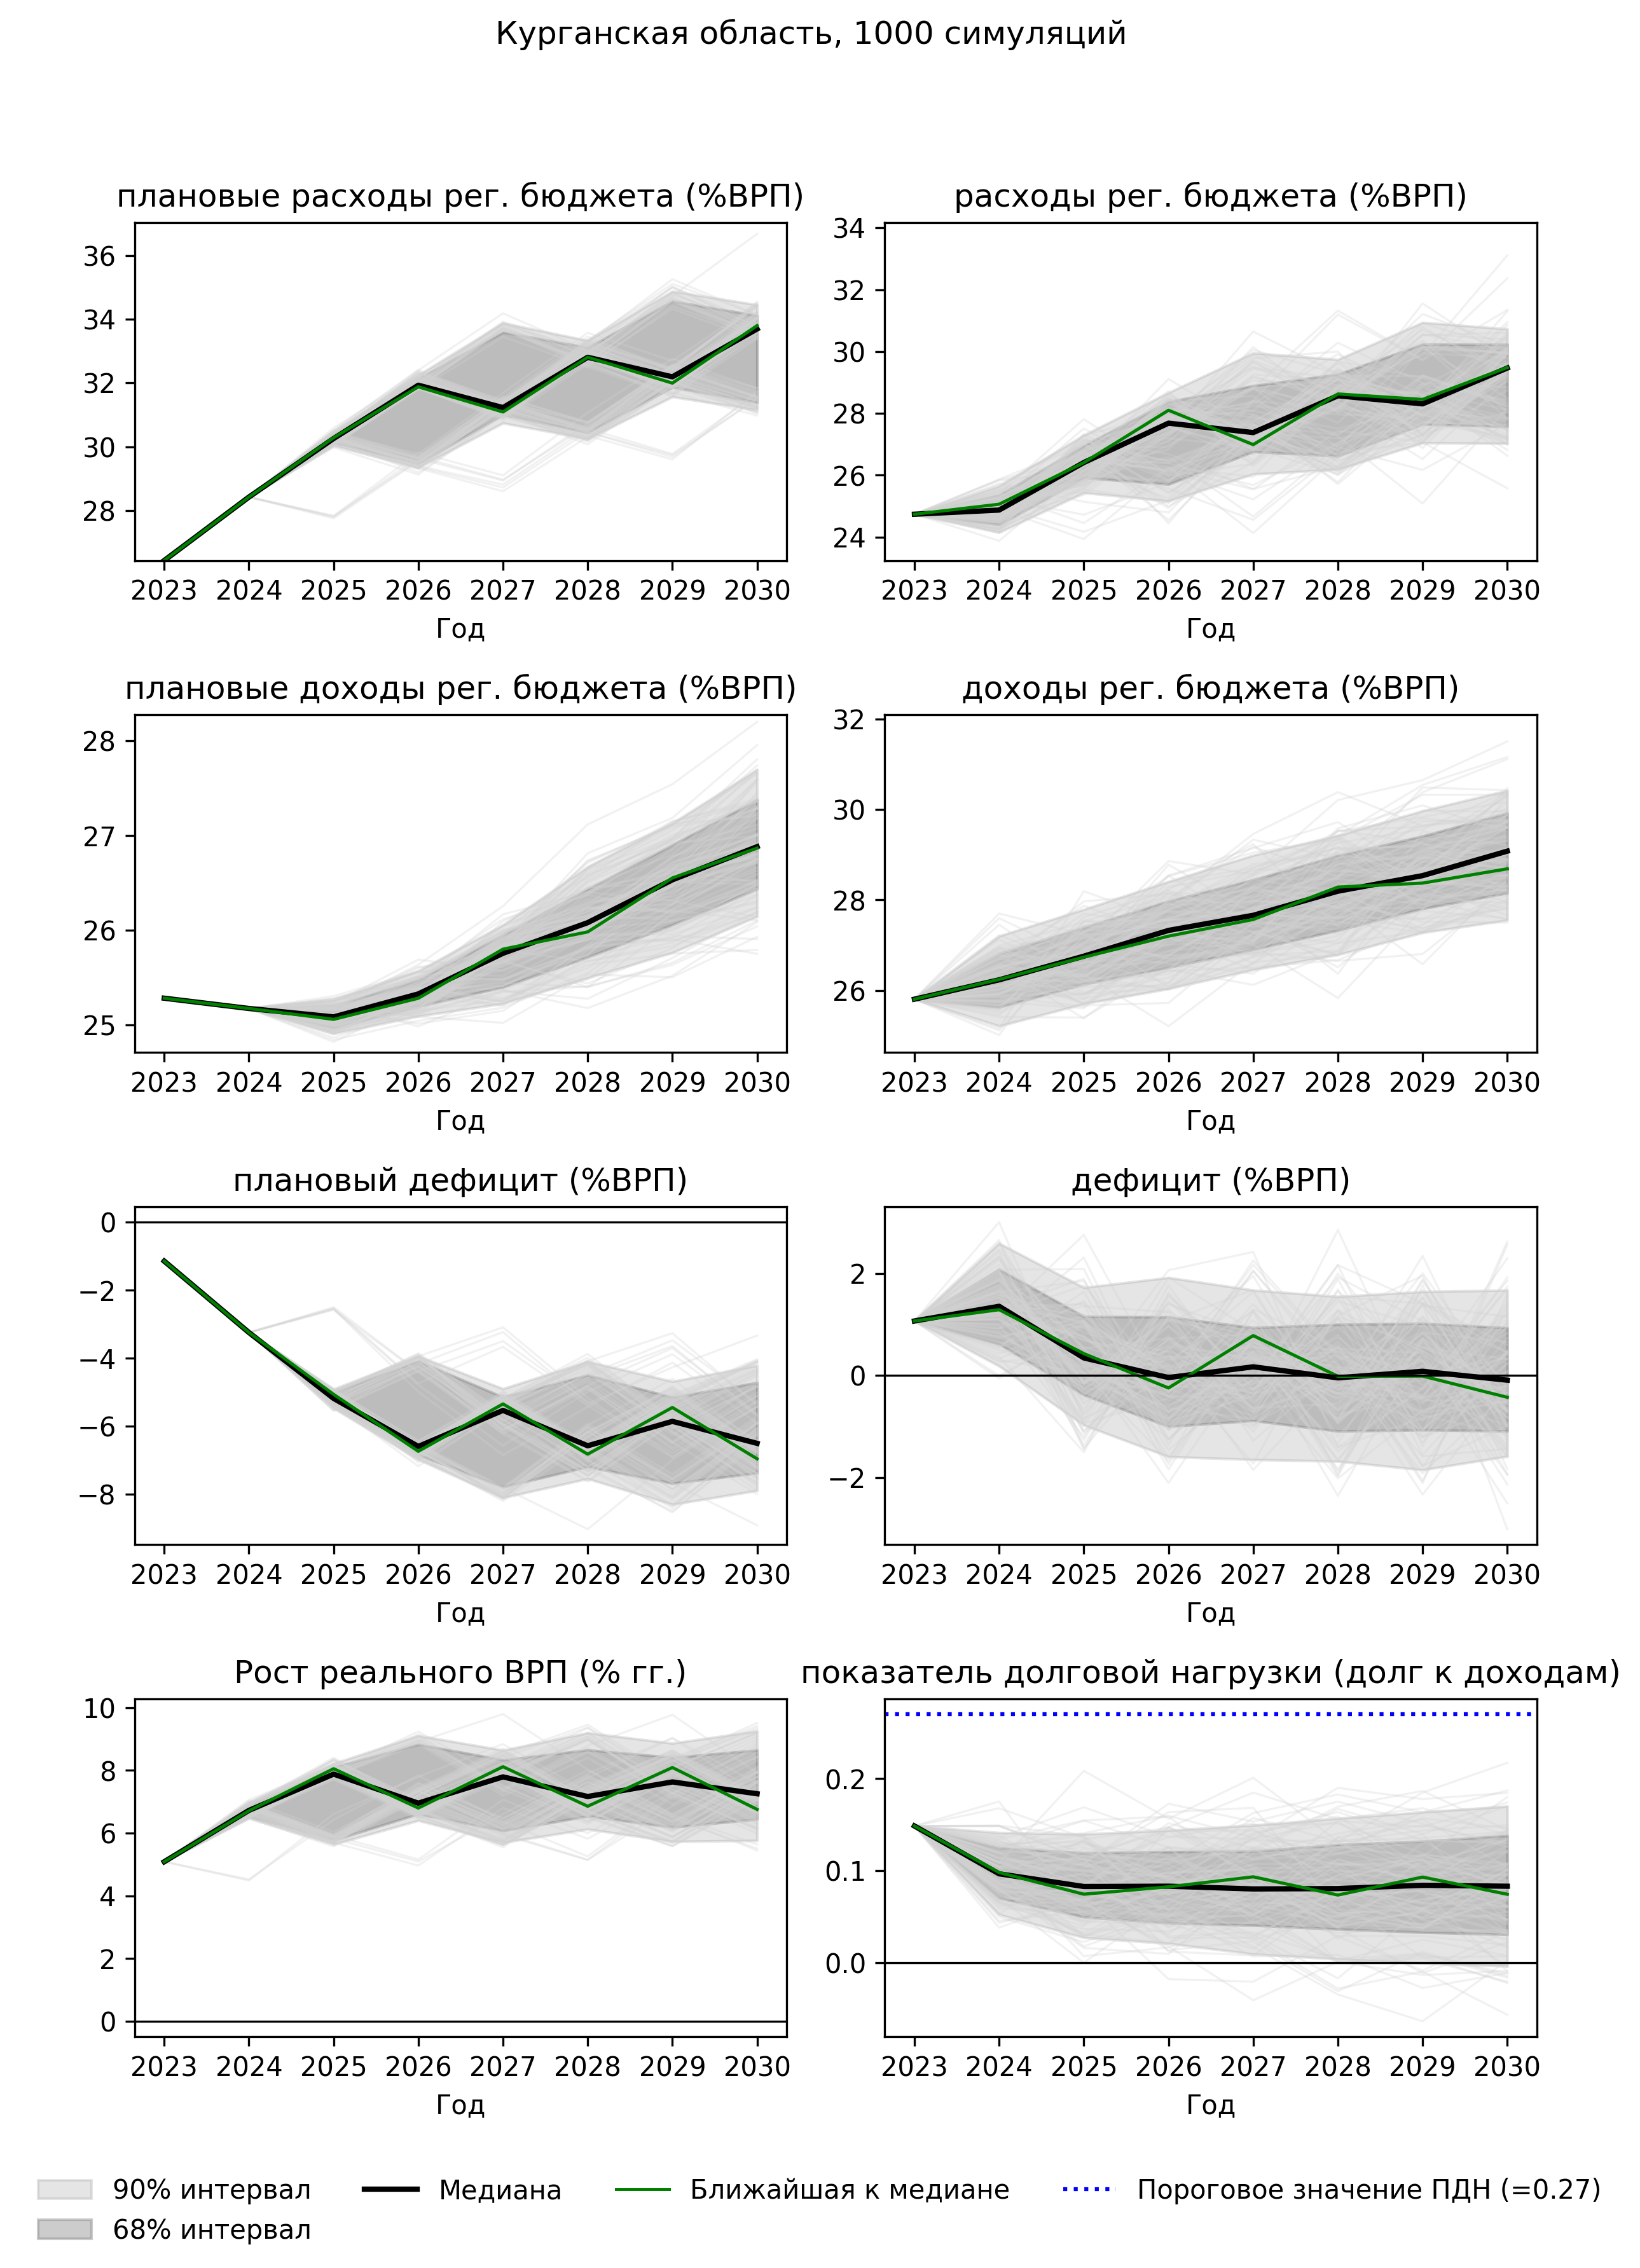 Курганская область, 1000 симуляций
плановые расходы рег. бюджета (%ВРП)
36
34
32
30
28
2023 2024 2025 2026 2027 2028 2029 2030
Год
расходы рег. бюджета (%ВРП)
34
32
30
28
26
24
2023 2024 2025 2026 2027 2028 2029 2030
Год
плановые доходы рег. бюджета (%ВРП)
28
27
26
25
2023 2024 2025 2026 2027 2028 2029 2030
Год
доходы рег. бюджета (%ВРП)
32
30
28
26
2023 2024 2025 2026 2027 2028 2029 2030
Год
плановый дефицит (%ВРП)
0
−2
−4
−6
−8
2023 2024 2025 2026 2027 2028 2029 2030
Год
дефицит (%ВРП)
2
0
−2
2023 2024 2025 2026 2027 2028 2029 2030
Год
Рост реального ВРП (% гг.)
10
8
6
4
2
0
2023 2024 2025 2026 2027 2028 2029 2030
Год
показатель долговой нагрузки (долг к доходам)
0.2
0.1
0.0
2023 2024 2025 2026 2027 2028 2029 2030
Год
90% интервал
68% интервал
Медиана
Ближайшая к медиане
Пороговое значение ПДН (=0.27)